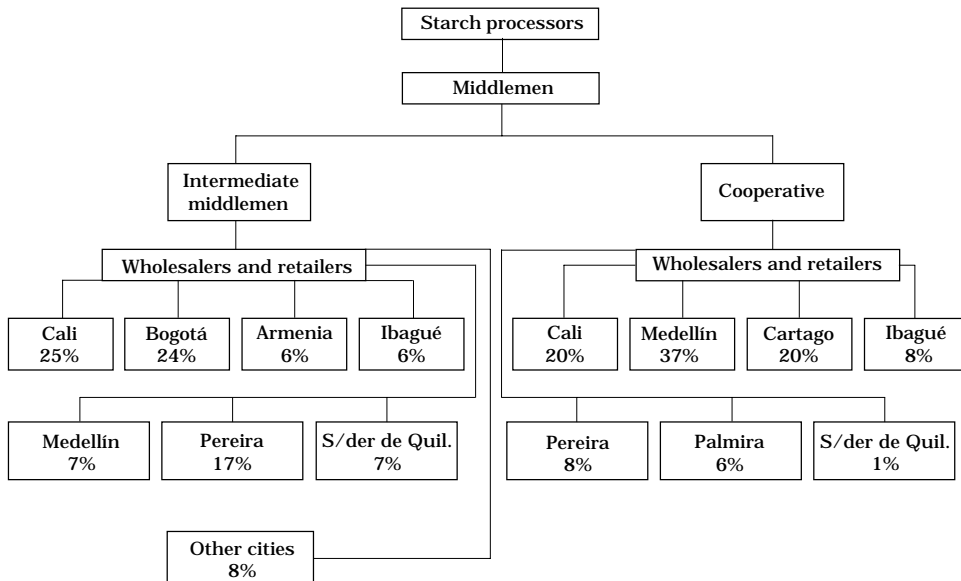 Starch processors
Middlemen
Intermediate
middlemen
Cooperative
Wholesalers and retailers
Wholesalers and retailers
Cali
25%
Bogotá
24%
Armenia
6%
Ibagué
6%
Cali
20%
Medellín
37%
Cartago
20%
Ibagué
8%
Medellín
7%
Pereira
17%
S/der de Quil.
7%
Pereira
8%
Palmira
6%
S/der de Quil.
1%
Other cities
8%